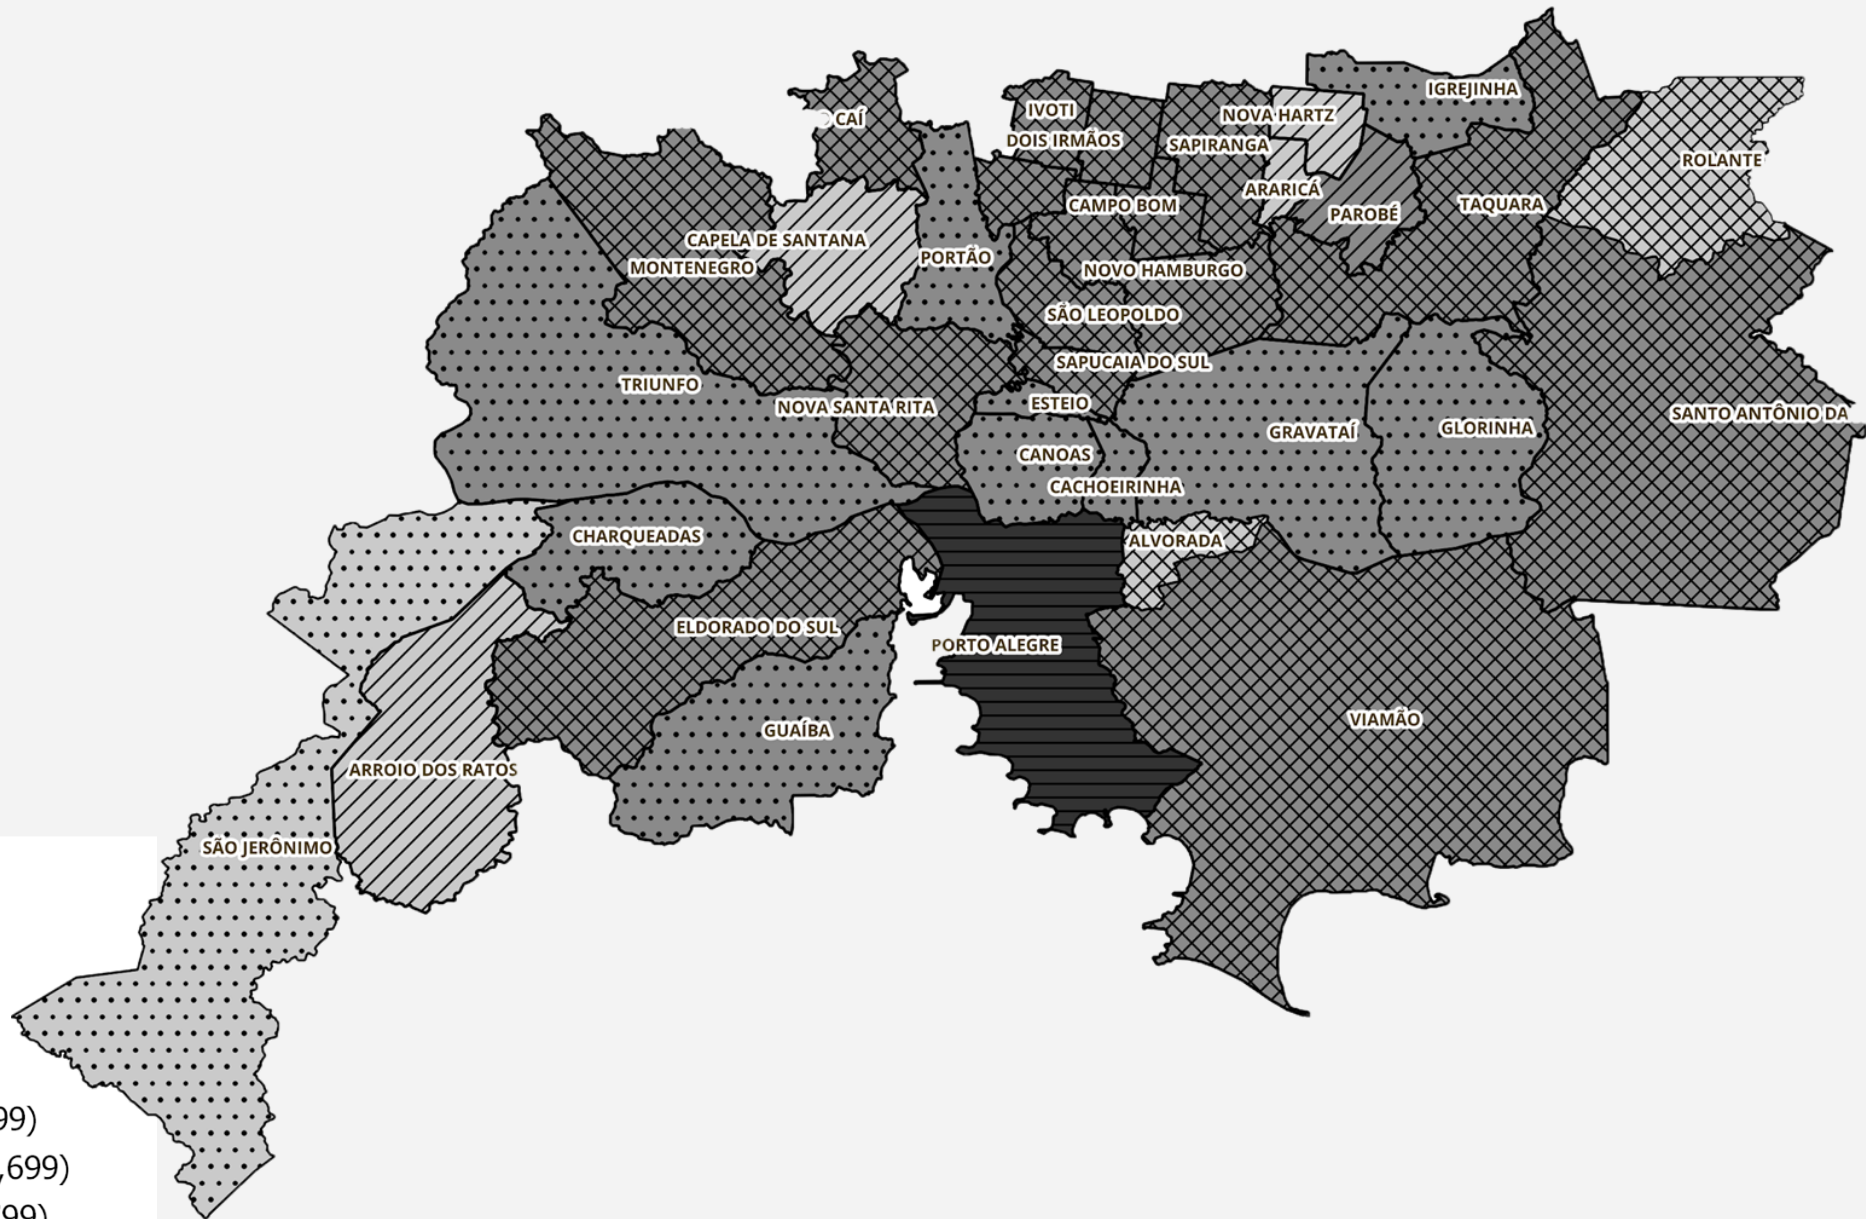 IGREJINHA
IVOTI
NOVA HARTZ
CAÍ
DOIS IRMÃOS
SAPIRANGA
ROLANTE
ARARICÁ
CAMPO BOM
TAQUARA
PAROBÉ
CAPELA DE SANTANA
PORTÃO
MONTENEGRO
NOVO HAMBURGO
SÃO LEOPOLDO
SAPUCAIA DO SUL
TRIUNFO
ESTEIO
NOVA SANTA RITA
SANTO ANTÔNIO DA
GLORINHA
GRAVATAÍ
CANOAS
CACHOEIRINHA
CHARQUEADAS
ALVORADA
ELDORADO DO SUL
PORTO ALEGRE
VIAMÃO
GUAÍBA
ARROIO DOS RATOS
SÃO JERÔNIMO
99)
,699)
99)